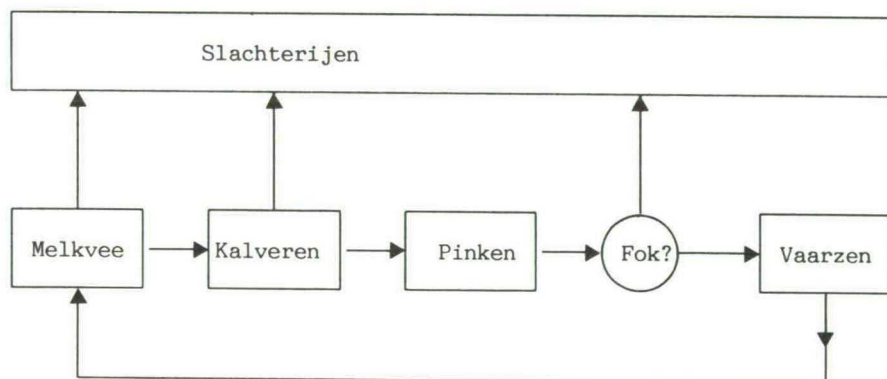 Slachterijen
Melkvee
Kalveren
Pinken
Fok?
Vaarzen